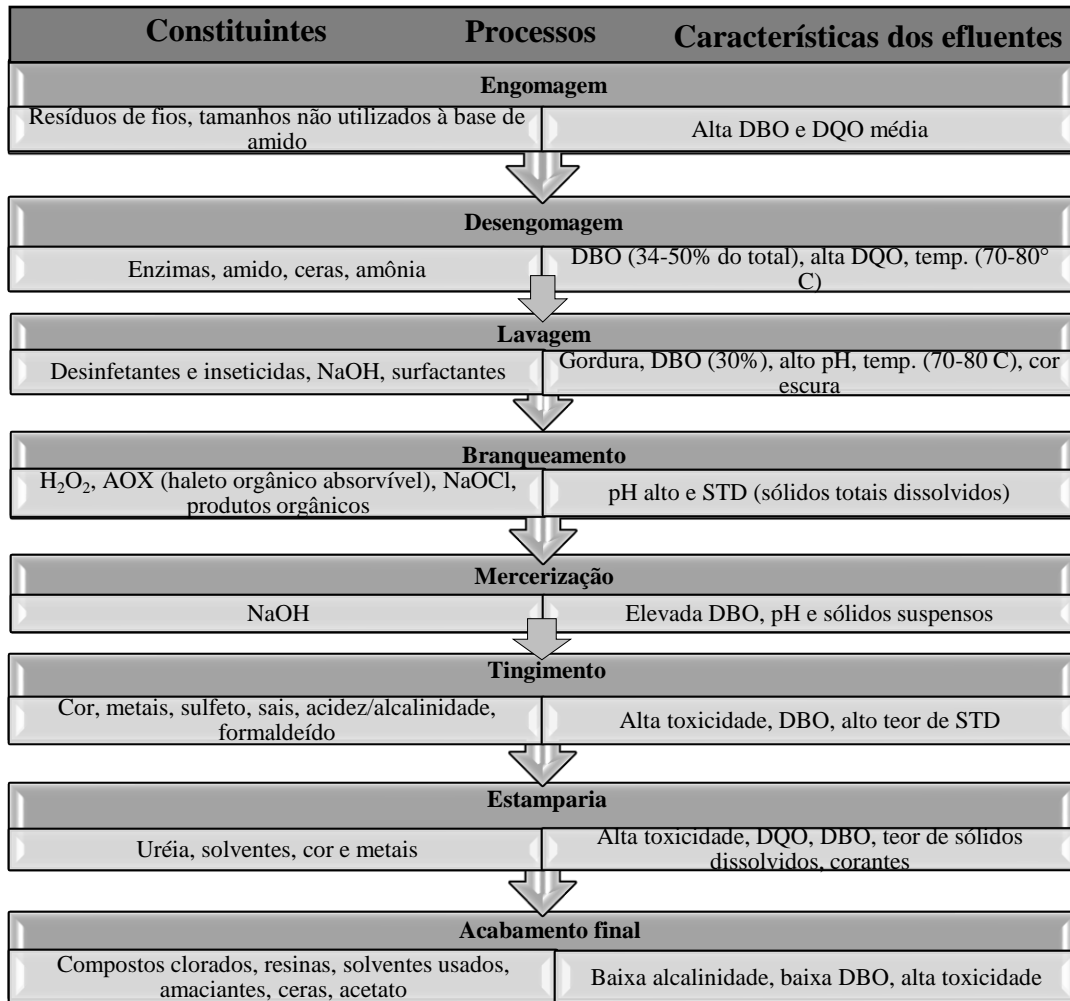 Constituintes Processos Características dos efluentes
Engomagem
Resíduos de fios, tamanhos não utilizados à base de
amido
Alta DBO e DQO média
Desengomagem
Enzimas, amido, ceras, amônia
DBO (34-50% do total), alta DQO, temp. (70-80°
C)
Lavagem
Desinfetantes e inseticidas, NaOH, surfactantes
Gordura, DBO (30%), alto pH, temp. (70-80 C), cor
escura
Branqueamento
H₂O₂, AOX (haleto orgânico absorvível), NaOCl,
produtos orgânicos
pH alto e STD (sólidos totais dissolvidos)
Mercerização
NaOH
Elevada DBO, pH e sólidos suspensos
Tingimento
Cor, metais, sulfeto, sais, acidez/alcalinidade,
formaldeído
Alta toxicidade, DBO, alto teor de STD
Estamparia
Uréia, solventes, cor e metais
Alta toxicidade, DQO, DBO, teor de sólidos
dissolvidos, corantes
Acabamento final
Compostos clorados, resinas, solventes usados,
amaciantes, ceras, acetato
Baixa alcalinidade, baixa DBO, alta toxicidade